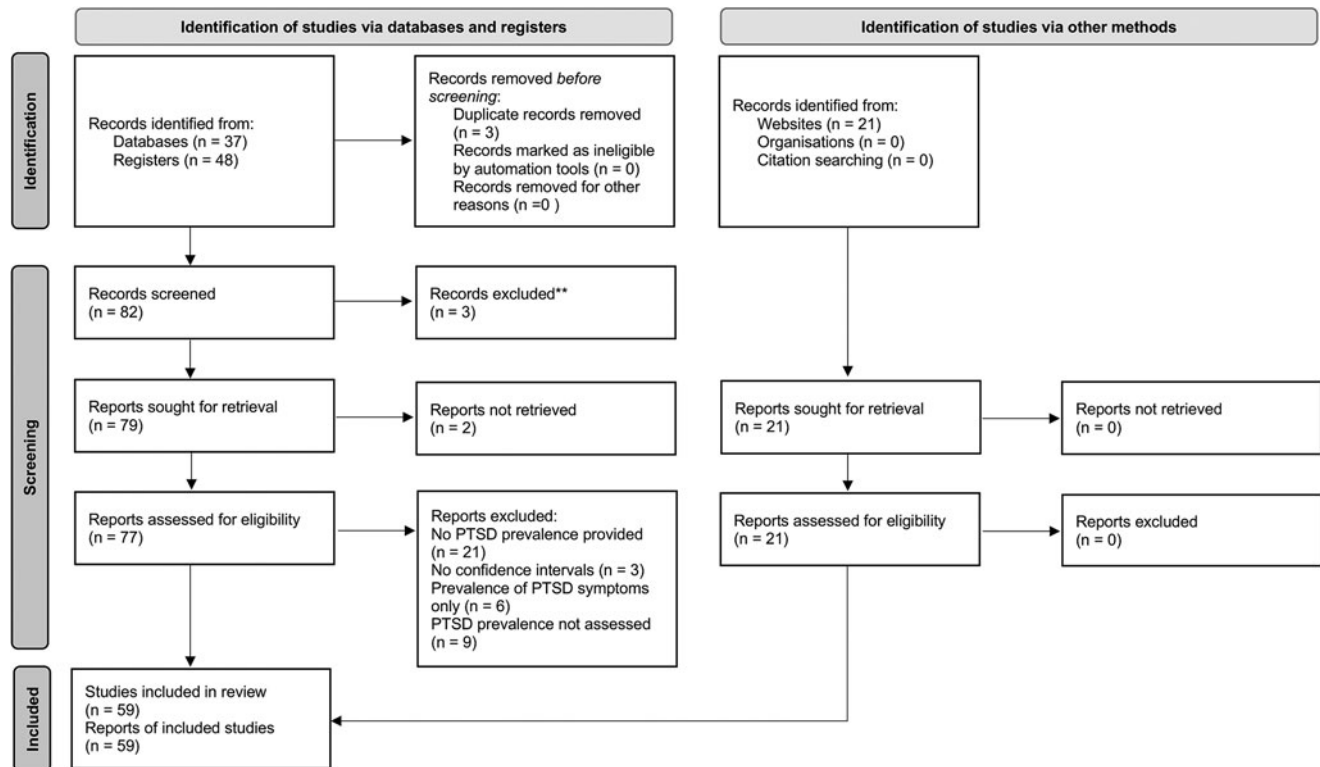 Identification of studies via databases and registers
Identification of studies via other methods
Identification
Records identified from:
Databases (n = 37)
Registers (n = 48)
Records removed before
screening:
Duplicate records removed
(n = 3)
Records marked as ineligible
by automation tools (n = 0)
Records removed for other
reasons (n =0 )
Records identified from:
Websites (n = 21)
Organisations (n = 0)
Citation searching (n = 0)
Screening
Records screened
(n = 82)
Records excluded**
(n = 3)
Reports sought for retrieval
(n = 79)
Reports not retrieved
(n = 2)
Reports sought for retrieval
(n = 21)
Reports not retrieved
(n = 0)
Reports assessed for eligibility
(n = 77)
Reports excluded:
No PTSD prevalence provided
(n = 21)
No confidence intervals (n = 3)
Prevalence of PTSD symptoms
only (n = 6)
PTSD prevalence not assessed
(n = 9)
Reports assessed for eligibility
(n = 21)
Reports excluded
(n = 0)
Included
Studies included in review
(n = 59)
Reports of included studies
(n = 59)